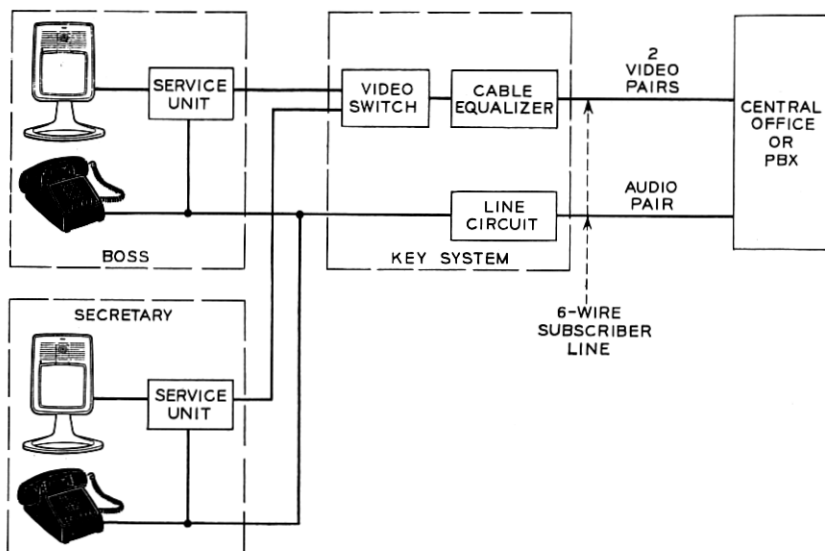 SERVICE
UNIT
BOSS
VIDEO
SWITCH
CABLE
EQUALIZER
LINE
CIRCUIT
KEY SYSTEM
2
VIDEO
PAIRS
AUDIO
PAIR
6-WIRE
SUBSCRIBER
LINE
CENTRAL
OFFICE
OR
PBX
SECRETARY
SERVICE
UNIT